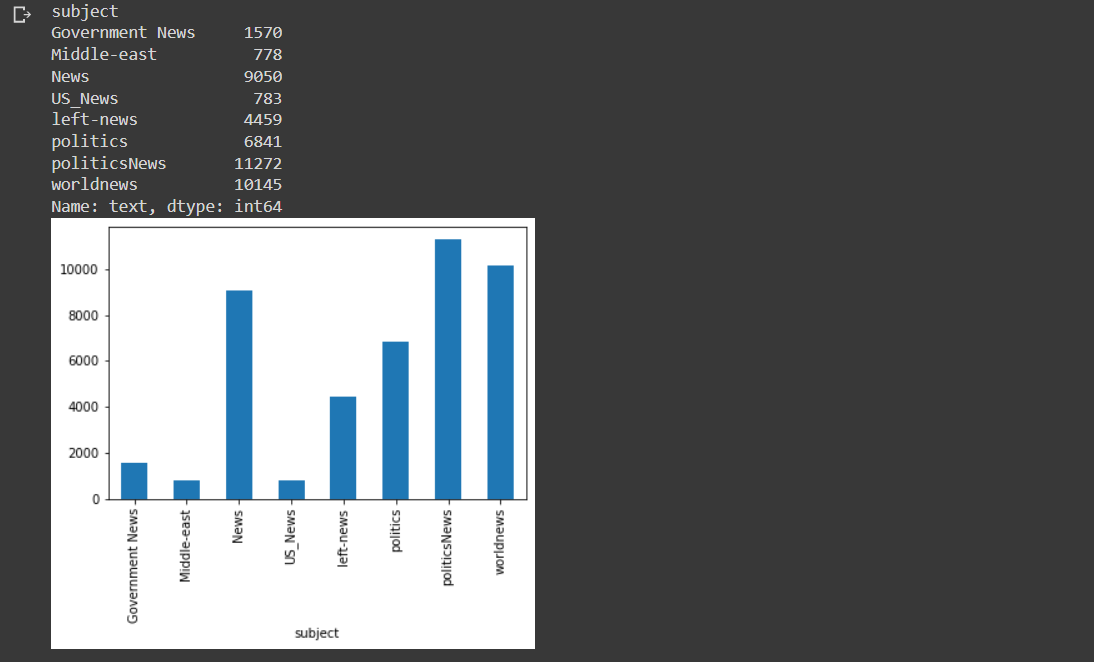 subject
Government News 1570
Middle-east 778
News 9050
US_News 783
left-news 4459
politics 6841
politicsNews 11272
worldnews 10145
Name: text, dtype: int64
10000
8000
6000
4000
2000
0
Government News
Middle-east
News
US_News
left-news
politics
politicsNews
worldnews
subject